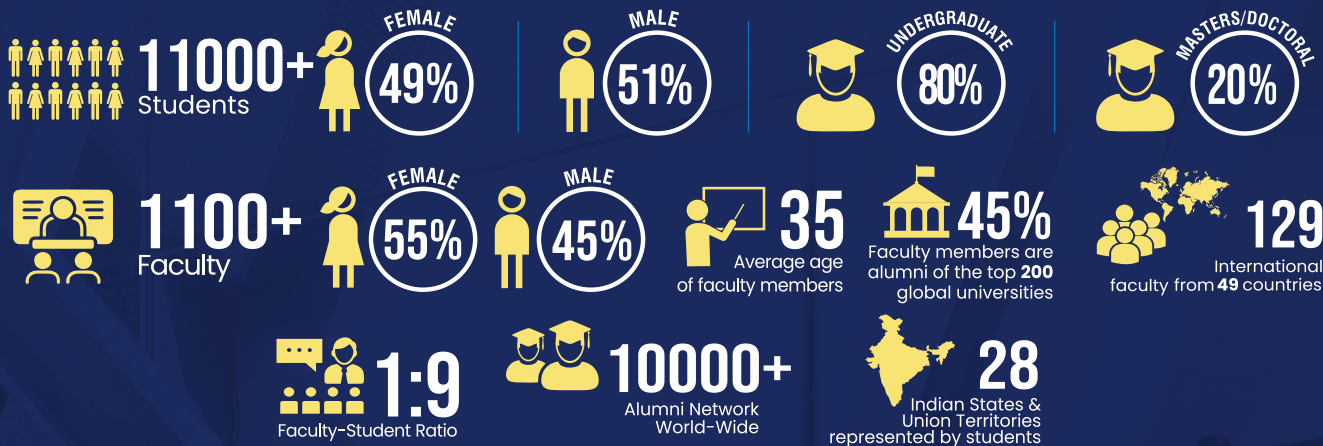 11000+
Students
FEMALE
49%
MALE
51%
UNDERGRADUATE
80%
MASTERS/DOCTORAL
20%
1100+
Faculty
FEMALE
55%
MALE
45%
35
Average age
of faculty members
45%
Faculty members are
alumni of the top 200
global universities
129
International
faculty from 49 countries
1:9
Faculty-Student Ratio
10000+
Alumni Network
World-Wide
28
Indian States &
Union Territories
represented by students